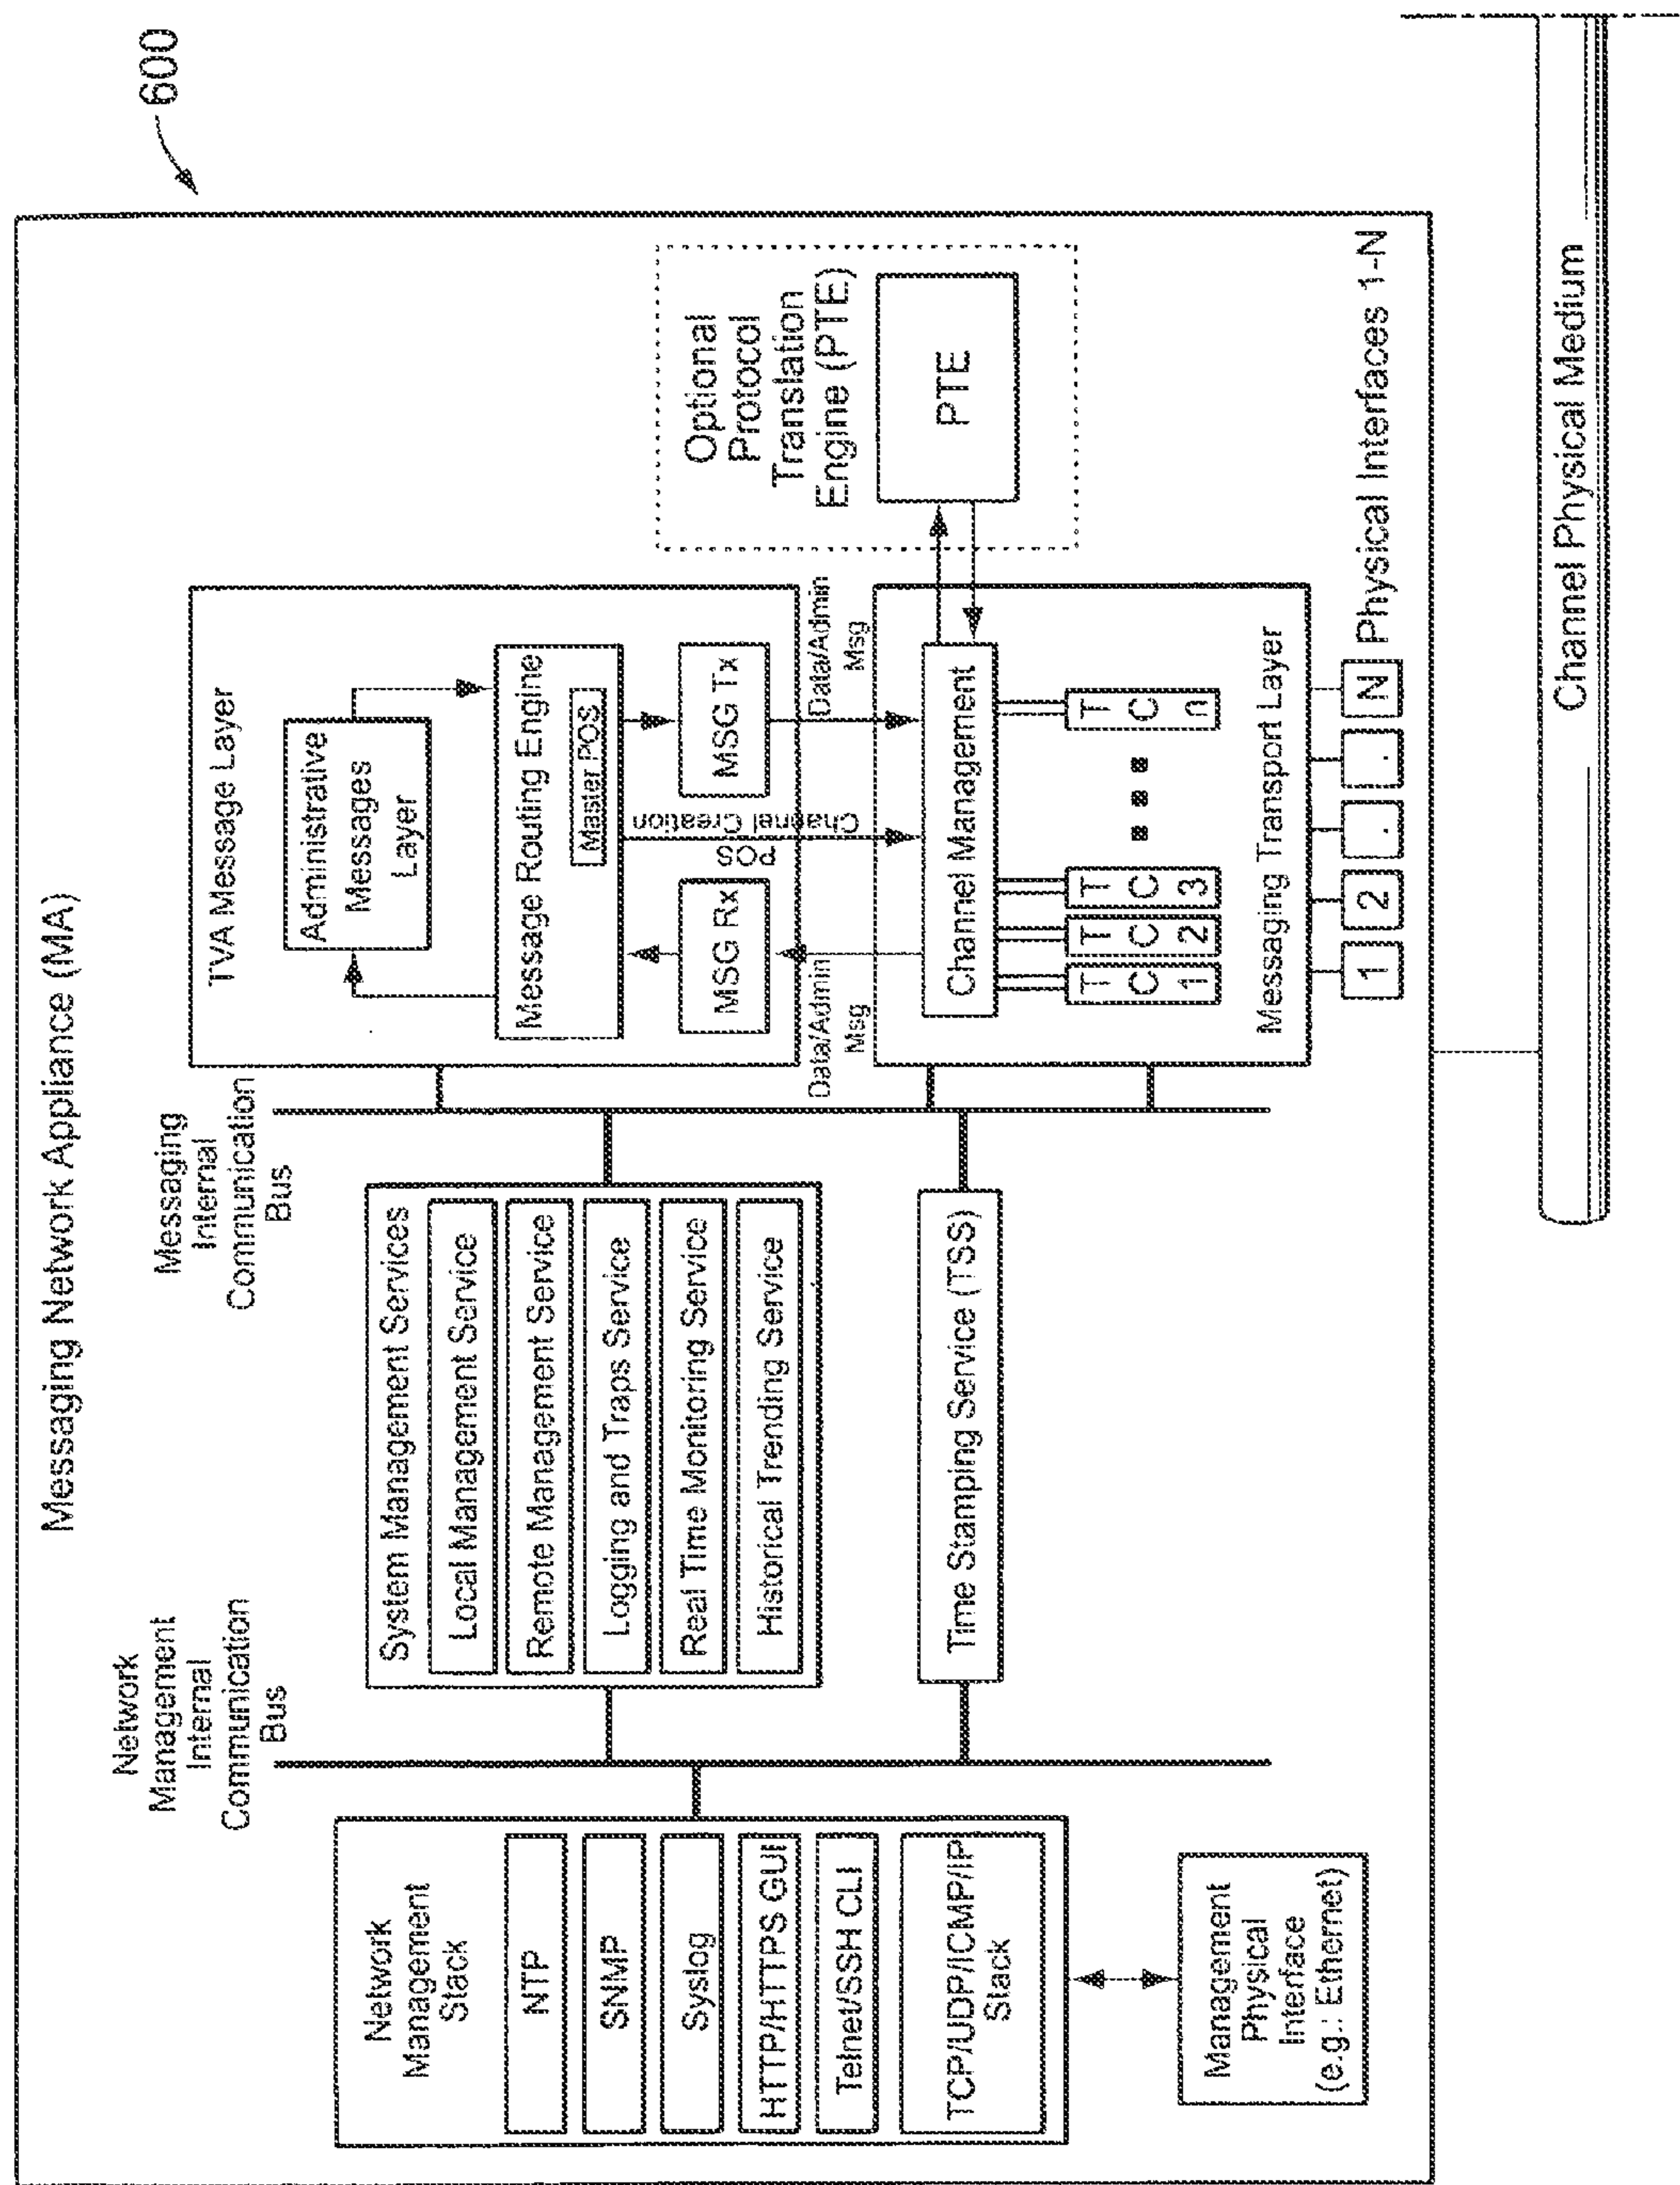 600
Messaging Network Appliance (MA)
Network
Management
Internal
Communication
Bus
Messaging
Internal
Communication
Bus
Network
Management
Stack
NTP
SNMP
Syslog
HTTP/HTTPS GUI
Telnet/SSH CLI
TCP/UDP/ICMP/IP
Stack
Management
Physical
Interface
(e.g.: Ethernet)
System Management Services
Local Management Service
Remote Management Service
Logging and Traps Service
Real Time Monitoring Service
Historical Trending Service
Time Stamping Service (TSS)
TVA Message Layer
Administrative
Messages
Layer
Message Routing Engine
Master POS
MSG Rx
POS
Channel Creation
MSG Tx
Data/Admin
Msg
Data/Admin
Msg
Channel Management
T C 1
T C 2
T C 3
T C n
Messaging Transport Layer
Optional
Protocol
Translation
Engine (PTE)
PTE
1 2 . . N Physical Interfaces 1-N
Channel Physical Medium